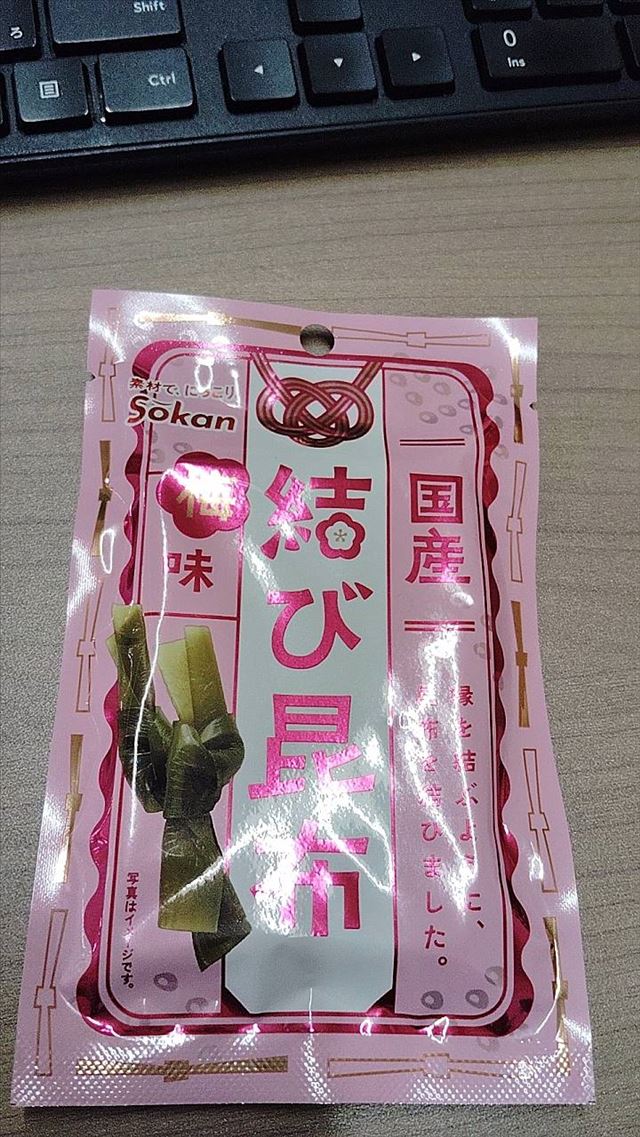 ろ
Shift
Ctrl
0
Ins
素材で、にっこり
Sokan
国産
結び昆布
梅味
縁を結ぶように、
昆布を結びました。
写真はイメージです。